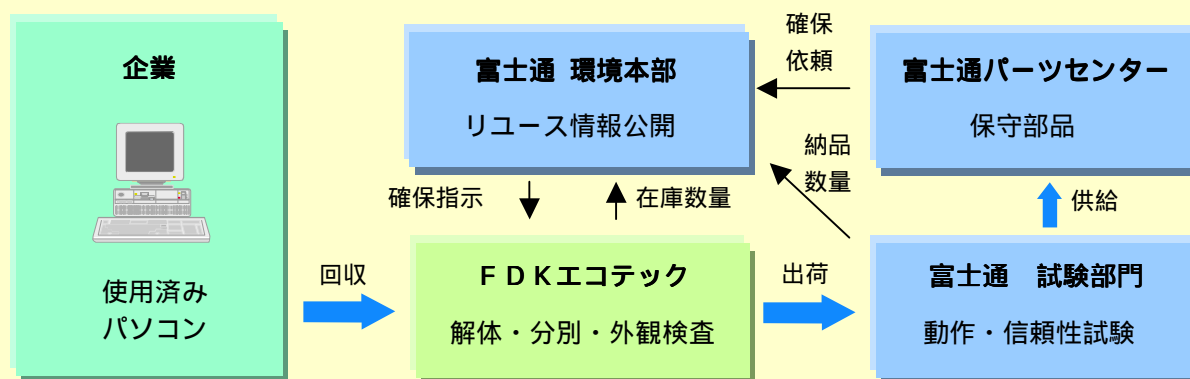 企業
使用済み
パソコン
回収
富士通 環境本部
リユース情報公開
確保
依頼
富士通パーツセンター
保守部品
納品
数量
確保指示
在庫数量
供給
ＦＤＫエコテック
解体・分別・外観検査
出荷
富士通　試験部門
動作・信頼性試験